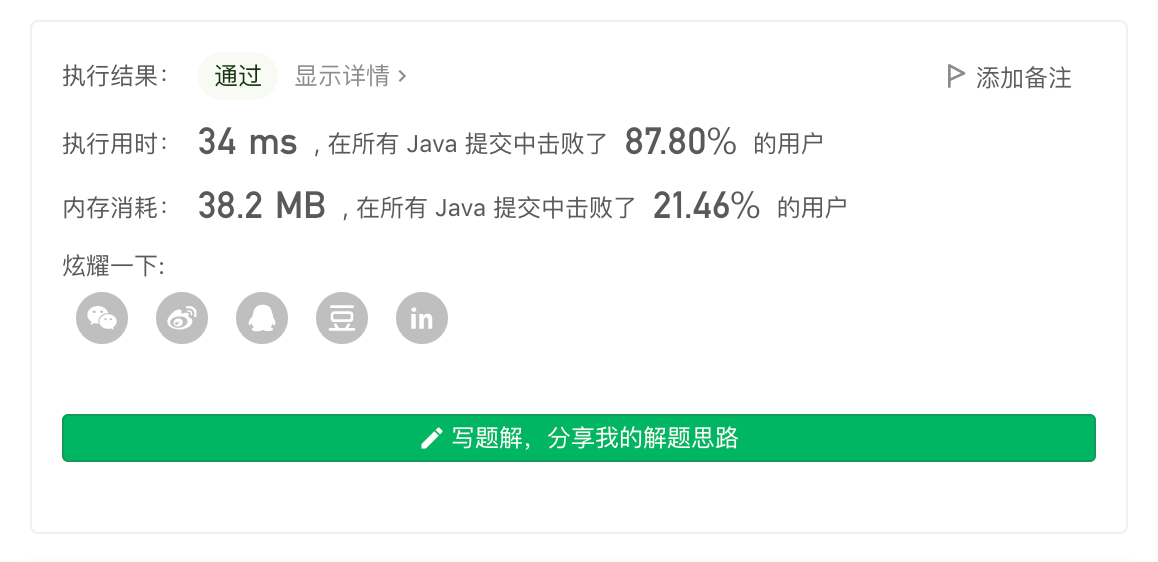 执行结果： 通过 显示详情 › 添加备注
执行用时： 34 ms , 在所有 Java 提交中击败了 87.80% 的用户
内存消耗： 38.2 MB , 在所有 Java 提交中击败了 21.46% 的用户
炫耀一下:
豆 in
写题解，分享我的解题思路